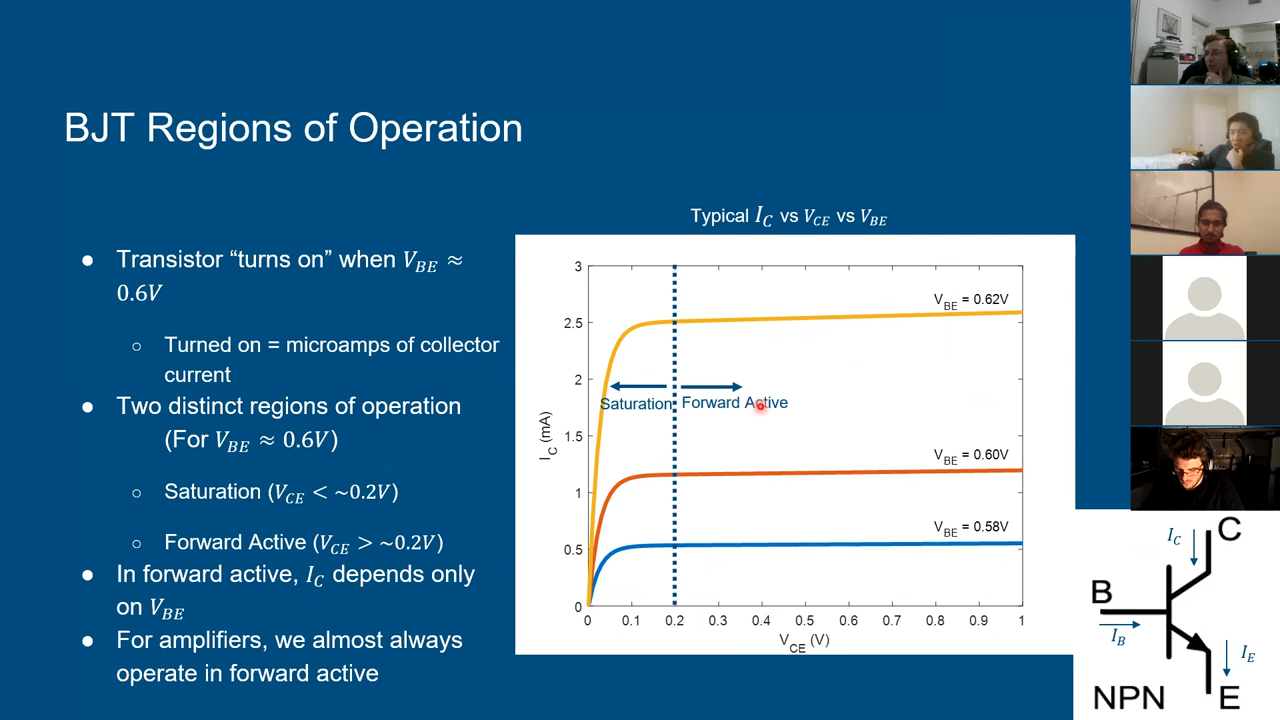 BJT Regions of Operation
● Transistor “turns on” when V_BE ≈
0.6V
○ Turned on = microamps of collector
current
● Two distinct regions of operation
(For V_BE ≈ 0.6V)
○ Saturation (V_CE < ~0.2V)
○ Forward Active (V_CE > ~0.2V)
● In forward active, I_C depends only
on V_BE
● For amplifiers, we almost always
operate in forward active
Typical I_C vs V_CE vs V_BE
3
2.5
2
1.5
1
0.5
0
I_C (mA)
V_BE = 0.62V
Saturation
Forward Active
V_BE = 0.60V
V_BE = 0.58V
0 0.1 0.2 0.3 0.4 0.5 0.6 0.7 0.8 0.9 1
V_CE (V)
I_C
C
B
I_B
I_E
NPN
E